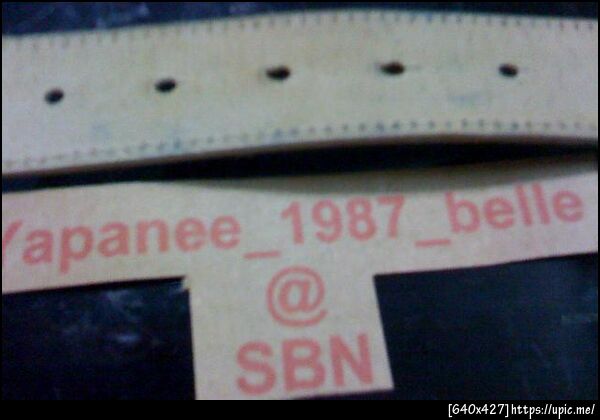 Yapanee_1987_belle
@
SBN
[640x427]https://upic.me/